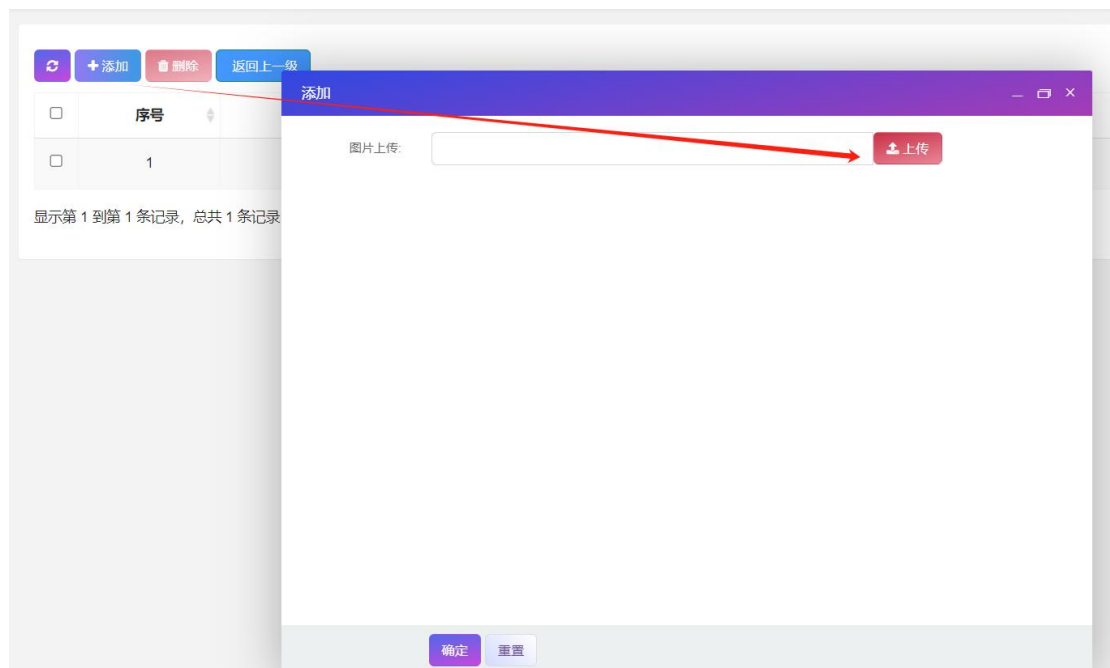 添加 删除 返回上一级
添加
序号
图片上传: 上传
1
显示第 1 到第 1 条记录，总共 1 条记录
确定 重置